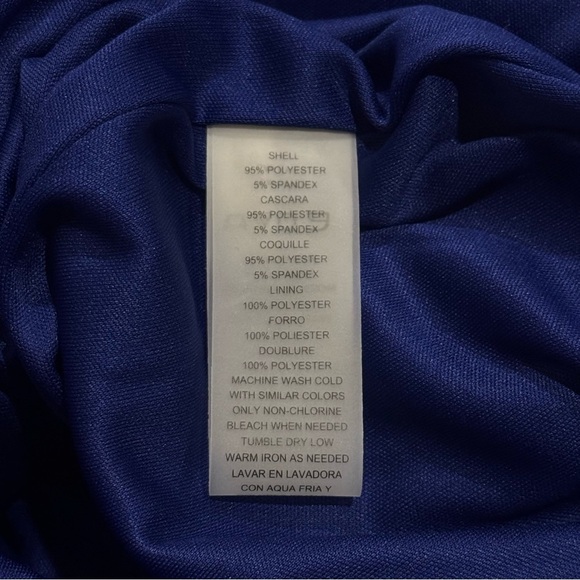 SHELL
95% POLYESTER
5% SPANDEX
CASCARA
95% POLIESTER
5% SPANDEX
COQUILLE
95% POLYESTER
5% SPANDEX
LINING
100% POLYESTER
FORRO
100% POLIESTER
DOUBLURE
100% POLYESTER
MACHINE WASH COLD
WITH SIMILAR COLORS
ONLY NON-CHLORINE
BLEACH WHEN NEEDED
TUMBLE DRY LOW
WARM IRON AS NEEDED
LAVAR EN LAVADORA
CON AQUA FRIA Y